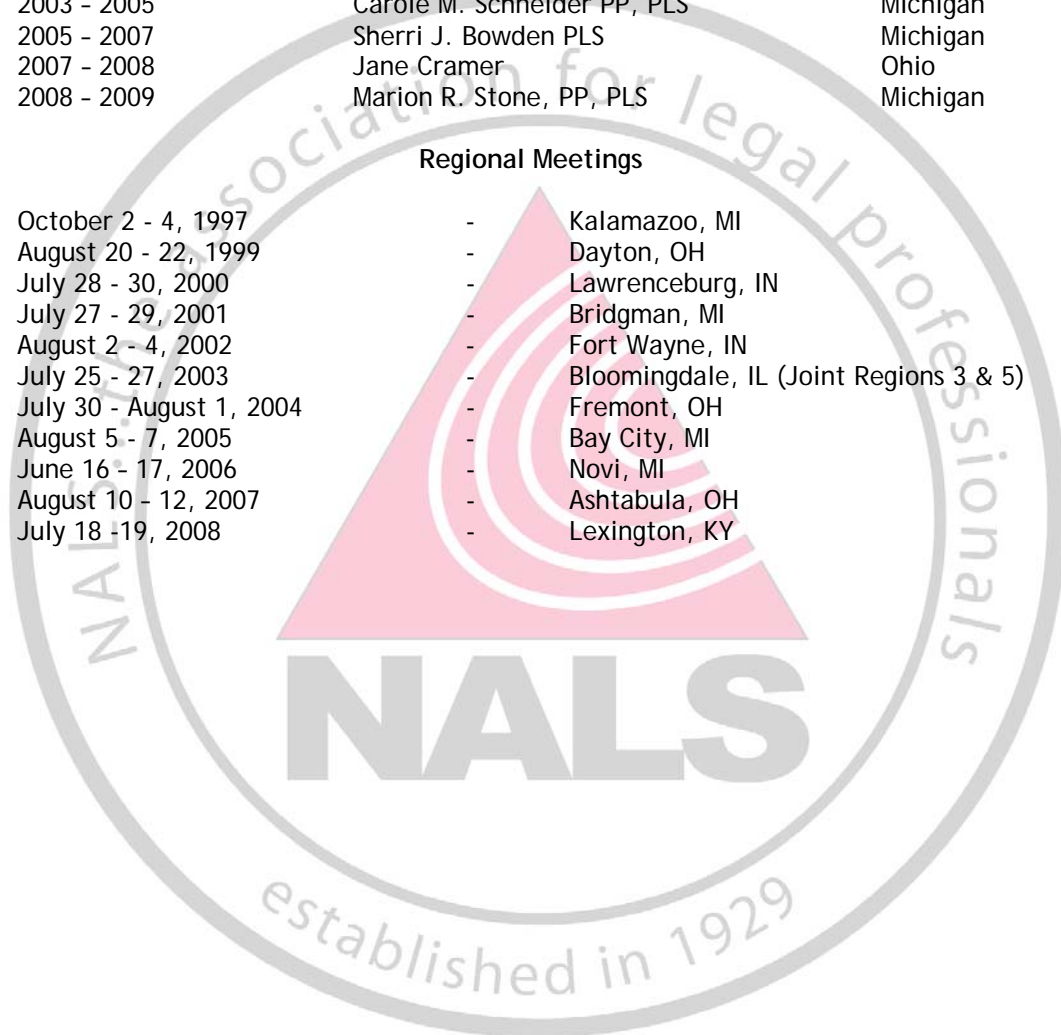 2003 – 2005 Carole M. Schneider PP, PLS Michigan
2005 – 2007 Sherri J. Bowden PLS Michigan
2007 – 2008 Jane Cramer Ohio
2008 – 2009 Marion R. Stone, PP, PLS Michigan
Regional Meetings
October 2 - 4, 1997 - Kalamazoo, MI
August 20 - 22, 1999 - Dayton, OH
July 28 - 30, 2000 - Lawrenceburg, IN
July 27 - 29, 2001 - Bridgman, MI
August 2 - 4, 2002 - Fort Wayne, IN
July 25 - 27, 2003 - Bloomingdale, IL (Joint Regions 3 & 5)
July 30 - August 1, 2004 - Fremont, OH
August 5 - 7, 2005 - Bay City, MI
June 16 – 17, 2006 - Novi, MI
August 10 – 12, 2007 - Ashtabula, OH
July 18 -19, 2008 - Lexington, KY
NALS...the association for legal professionals
NALS
established in 1929